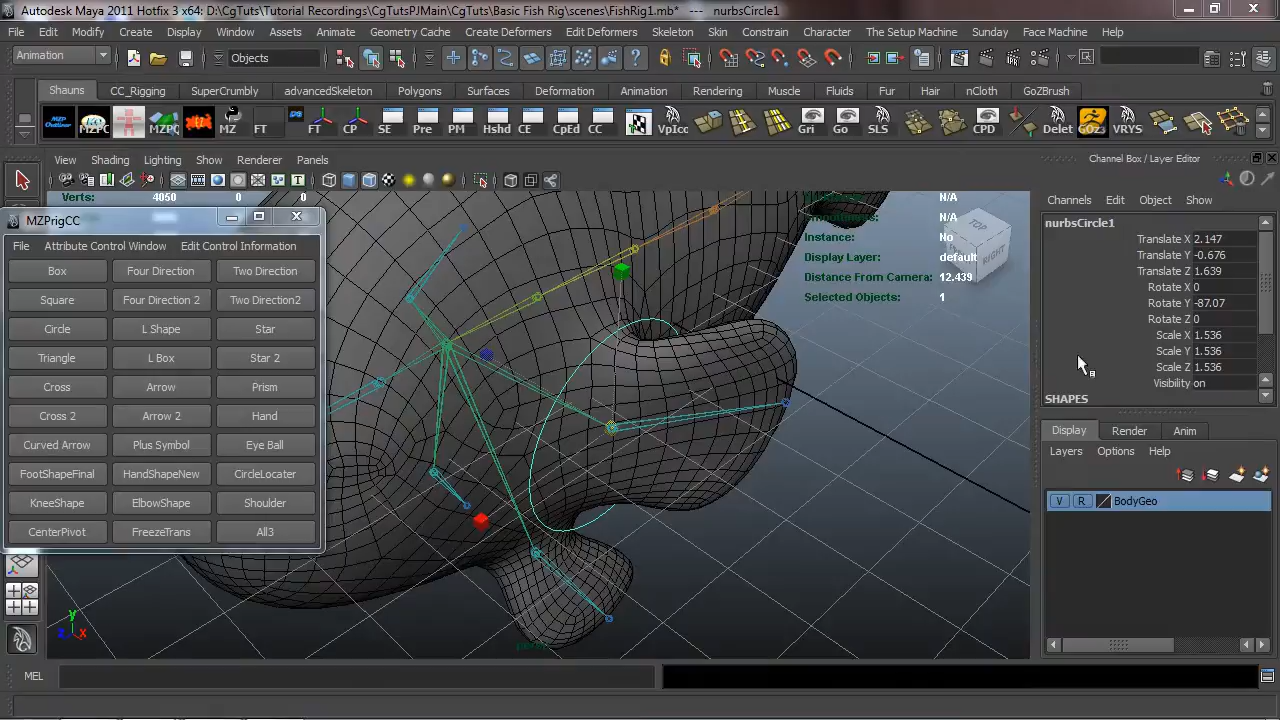 Autodesk Maya 2011 Hotfix 3 x64: D:\CgTuts\Tutorial Recordings\CgTutsPJMain\CgTuts\Basic Fish Rig\scenes\FishRig1.mb* --- nurbsCircle1
File Edit Modify Create Display Window Assets Animate Geometry Cache Create Deformers Edit Deformers Skeleton Skin Constrain Character The Setup Machine Sunday Face Machine Help
Animation Objects
Shauns CC_Rigging SuperCrumbly advancedSkeleton Polygons Surfaces Deformation Animation Rendering Muscle Fluids Fur Hair nCloth GoZBrush
MZPC MZPC MZ FT FT CP SE Pre PM Hshd CE CpEd CC VpIcc Gri Go SLS CPD Delet GOZ3 VRYS
View Shading Lighting Show Renderer Panels
Channel Box / Layer Editor
Channels Edit Object Show
Verts: 4050 0 0
N/A
N/A
Instance: No
Display Layer: default
Distance From Camera: 12.439
Selected Objects: 1
TOP
RIGHT
MZPrigCC
File Attribute Control Window Edit Control Information
Box Four Direction Two Direction
Square Four Direction 2 Two Direction2
Circle L Shape Star
Triangle L Box Star 2
Cross Arrow Prism
Cross 2 Arrow 2 Hand
Curved Arrow Plus Symbol Eye Ball
FootShapeFinal HandShapeNew CircleLocater
KneeShape ElbowShape Shoulder
CenterPivot FreezeTrans All3
nurbsCircle1
Translate X 2.147
Translate Y -0.676
Translate Z 1.639
Rotate X 0
Rotate Y -87.07
Rotate Z 0
Scale X 1.536
Scale Y 1.536
Scale Z 1.536
Visibility on
SHAPES
Display Render Anim
Layers Options Help
V R BodyGeo
y
z x
persp
MEL